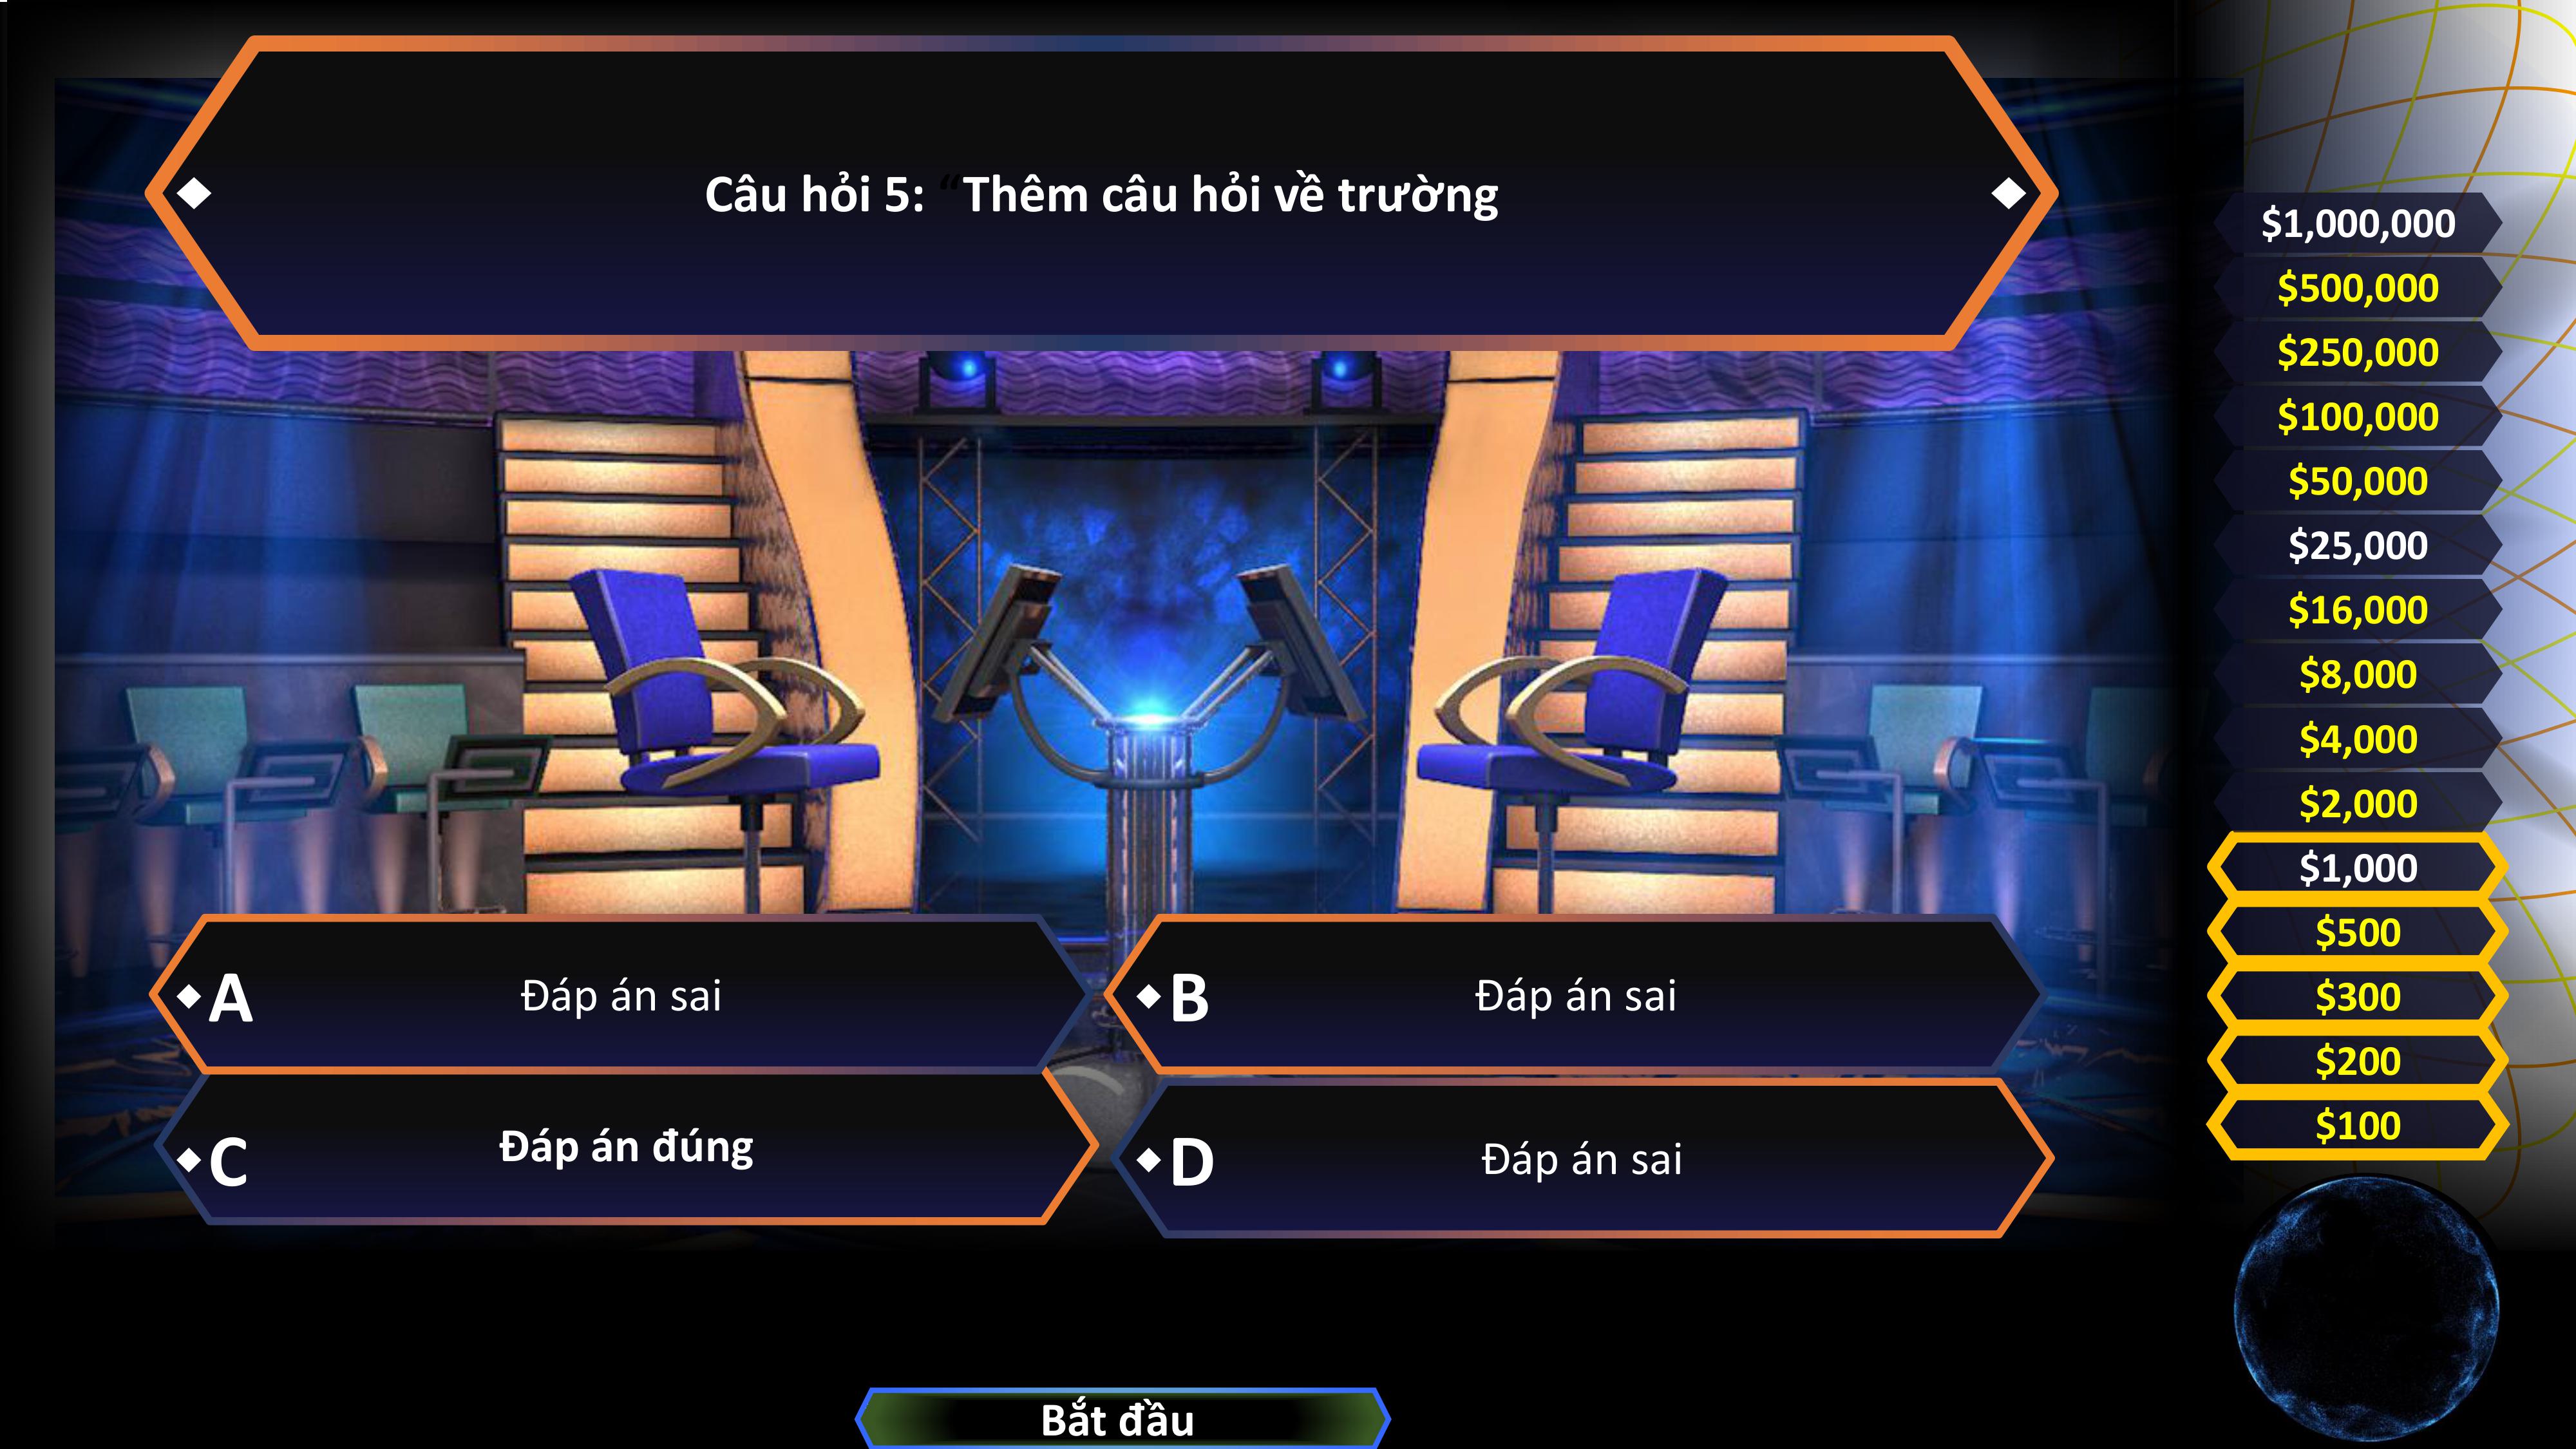 Câu hỏi 5: “Thêm câu hỏi về trường
$1,000,000
$500,000
$250,000
$100,000
$50,000
$25,000
$16,000
$8,000
$4,000
$2,000
$1,000
$500
$300
$200
$100
A Đáp án sai
B Đáp án sai
C Đáp án đúng
D Đáp án sai
Bắt đầu